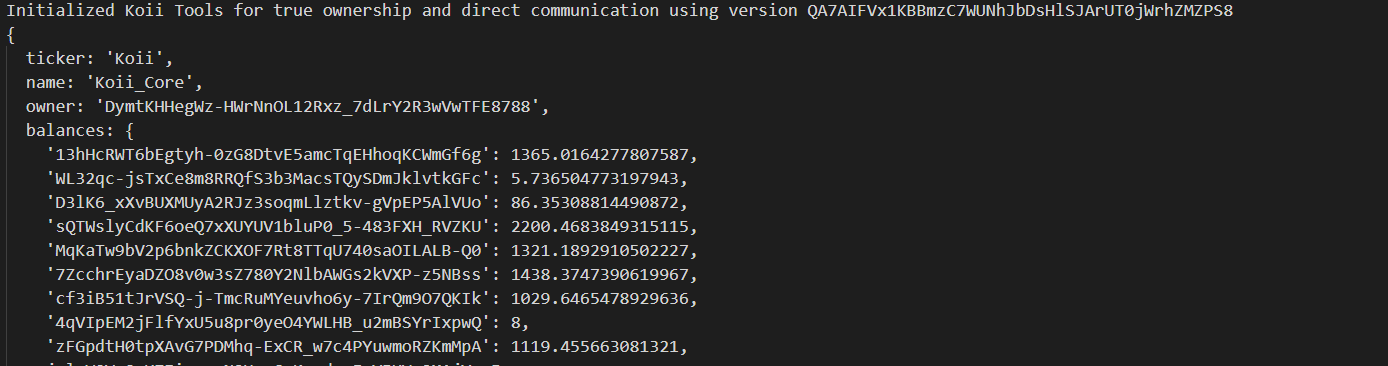 Initialized Koii Tools for true ownership and direct communication using version QA7AIFVx1KBBmzC7WUNhJbDsHlSJArUT0jWrhZMZPS8
{
ticker: 'Koii',
name: 'Koii_Core',
owner: 'DymtKHHegWz-HWrNnOL12Rxz_7dLrY2R3wVwTFE8788',
balances: {
'13hHcRWT6bEgtyh-0zG8DtvE5amcTqEHhoqKCWmGf6g': 1365.0164277807587,
'WL32qc-jsTxCe8m8RRQfS3b3MacsTQySDmJklvtkGFc': 5.736504773197943,
'D3lK6_xXvBUXMUyA2RJz3soqmLlztkv-gVpEP5AlVUo': 86.35308814490872,
'sQTWslyCdKF6oeQ7xXUYUV1bluP0_5-483FXH_RVZKU': 2200.4683849315115,
'MqKaTw9bV2p6bnkZCKXOF7Rt8TTqU740saOILALB-Q0': 1321.1892910502227,
'7ZcchrEyaDZO8v0w3sZ780Y2NlbAWGs2kVXP-z5NBss': 1438.3747390619967,
'cf3iB51tJrVSQ-j-TmcRuMYeuvho6y-7IrQm9O7QKIk': 1029.6465478929636,
'4qVIpEM2jFlfYxU5u8pr0yeO4YWLHB_u2mBSYrIxpwQ': 8,
'zFGpdtH0tpXAvG7PDMhq-ExCR_w7c4PYuwmoRZKmMpA': 1119.455663081321,